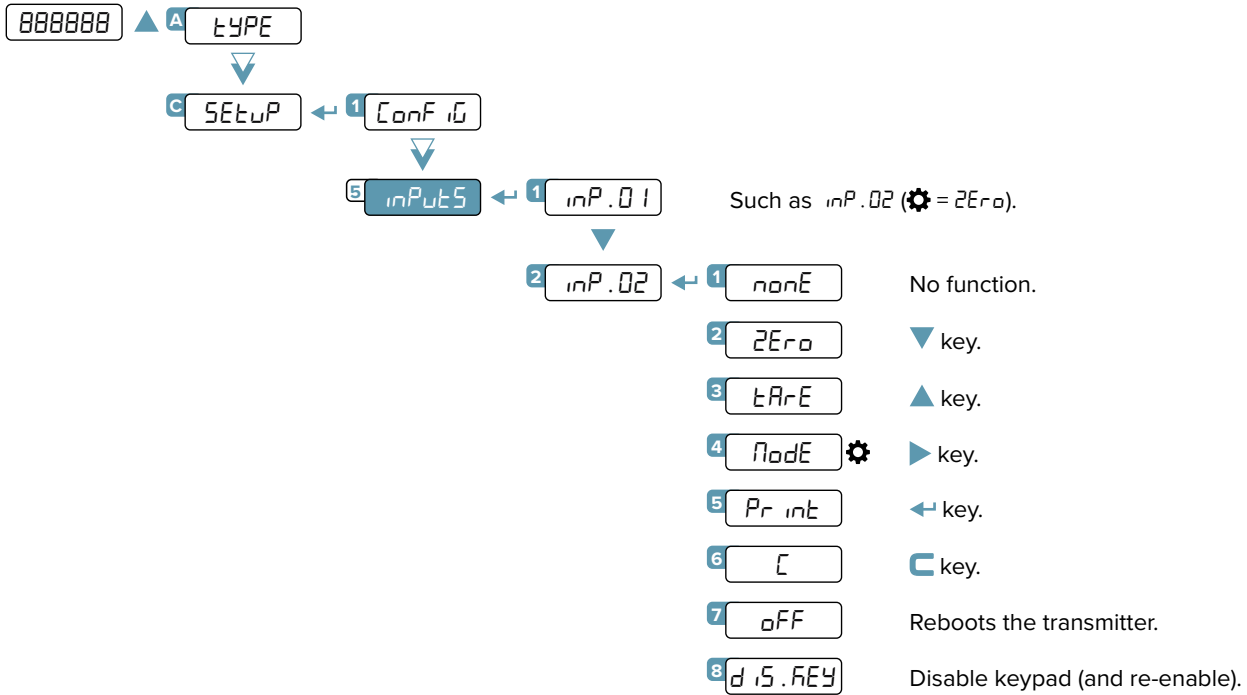 888888 A tYPE
C SEtuP 1 ConFiG
5 inPutS 1 inP.01 Such as inP.02 ( = 2Ero).
2 inP.02 1 nonE No function.
2 2Ero key.
3 tArE key.
4 ModE key.
5 Print key.
6 C C key.
7 oFF Reboots the transmitter.
8 diS.KEY Disable keypad (and re-enable).